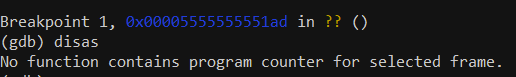 Breakpoint 1, 0x00005555555551ad in ?? ()
(gdb) disas
No function contains program counter for selected frame.